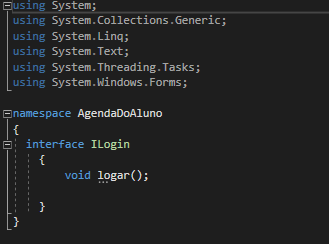 using System;
using System.Collections.Generic;
using System.Linq;
using System.Text;
using System.Threading.Tasks;
using System.Windows.Forms;
namespace AgendaDoAluno
{
interface ILogin
{
void logar();
}
}